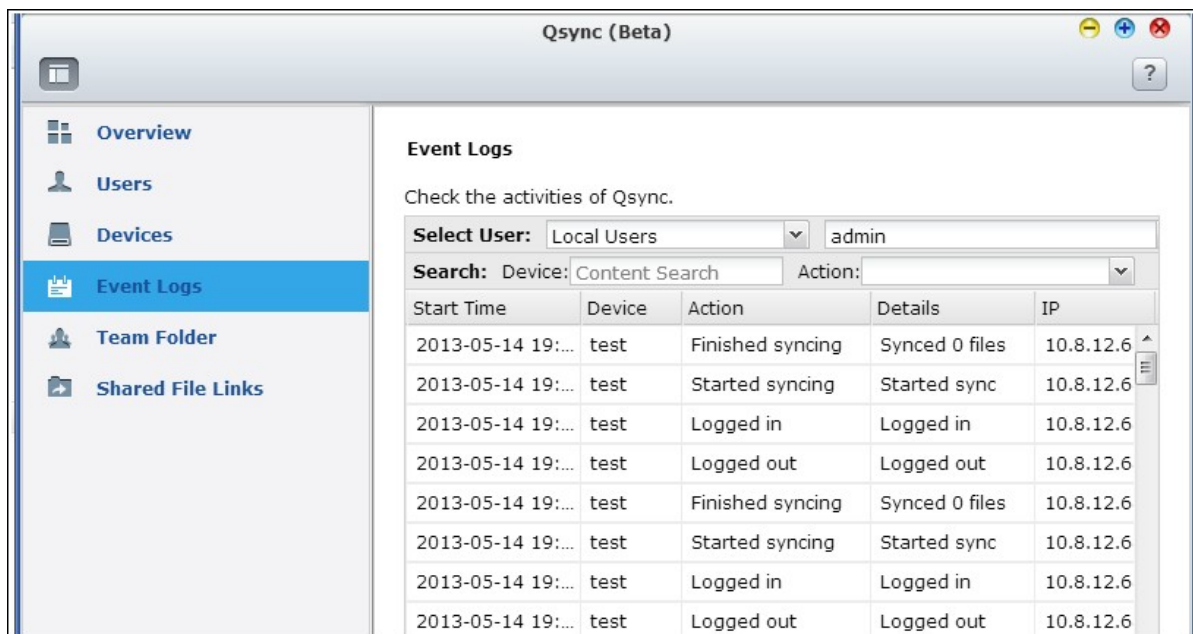 Qsync (Beta)
?
Overview
Users
Devices
Event Logs
Team Folder
Shared File Links
Event Logs
Check the activities of Qsync.
Select User: Local Users admin
Search: Device: Content Search Action:
Start Time Device Action Details IP
2013-05-14 19:... test Finished syncing Synced 0 files 10.8.12.6
2013-05-14 19:... test Started syncing Started sync 10.8.12.6
2013-05-14 19:... test Logged in Logged in 10.8.12.6
2013-05-14 19:... test Logged out Logged out 10.8.12.6
2013-05-14 19:... test Finished syncing Synced 0 files 10.8.12.6
2013-05-14 19:... test Started syncing Started sync 10.8.12.6
2013-05-14 19:... test Logged in Logged in 10.8.12.6
2013-05-14 19:... test Logged out Logged out 10.8.12.6